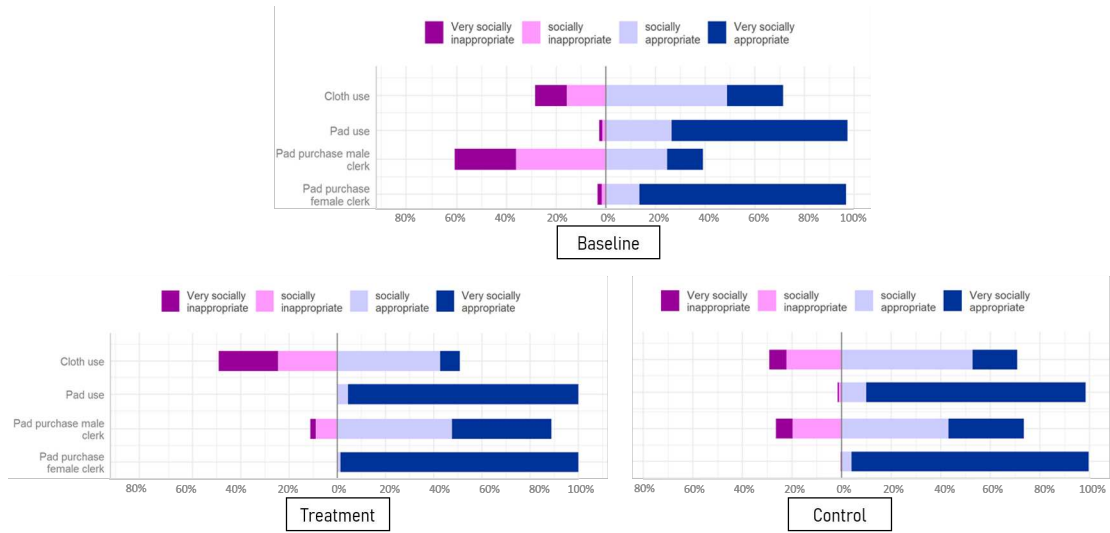 Very socially inappropriate
socially inappropriate
socially appropriate
Very socially appropriate
Cloth use
Pad use
Pad purchase male clerk
Pad purchase female clerk
80% 60% 40% 20% 0% 20% 40% 60% 80% 100%
Baseline
Very socially inappropriate
socially inappropriate
socially appropriate
Very socially appropriate
Cloth use
Pad use
Pad purchase male clerk
Pad purchase female clerk
80% 60% 40% 20% 0% 20% 40% 60% 80% 100%
Treatment
Very socially inappropriate
socially inappropriate
socially appropriate
Very socially appropriate
80% 60% 40% 20% 0% 20% 40% 60% 80% 100%
Control